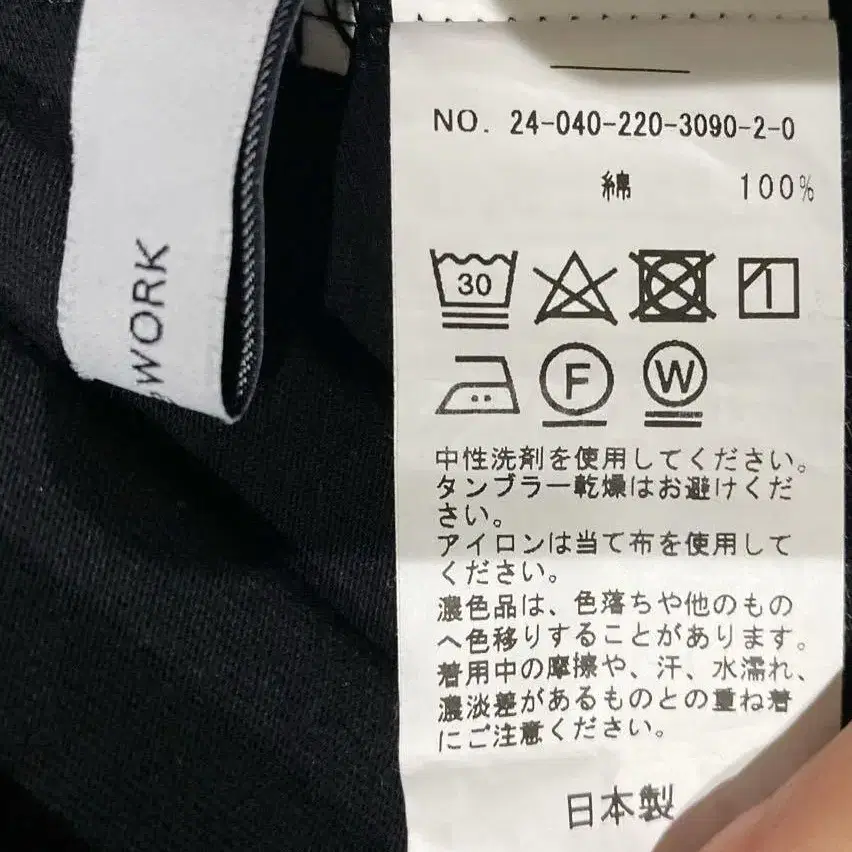 WORK
NO. 24-040-220-3090-2-0
綿 100%
30
F W
中性洗剤を使用してください。
タンブラー乾燥はお避けくだ
さい。
アイロンは当て布を使用して
ください。
濃色品は、色落ちや他のもの
へ色移りすることがあります。
着用中の摩擦や、汗、水濡れ、
濃淡差があるものとの重ね着
にご注意ください。
日本製